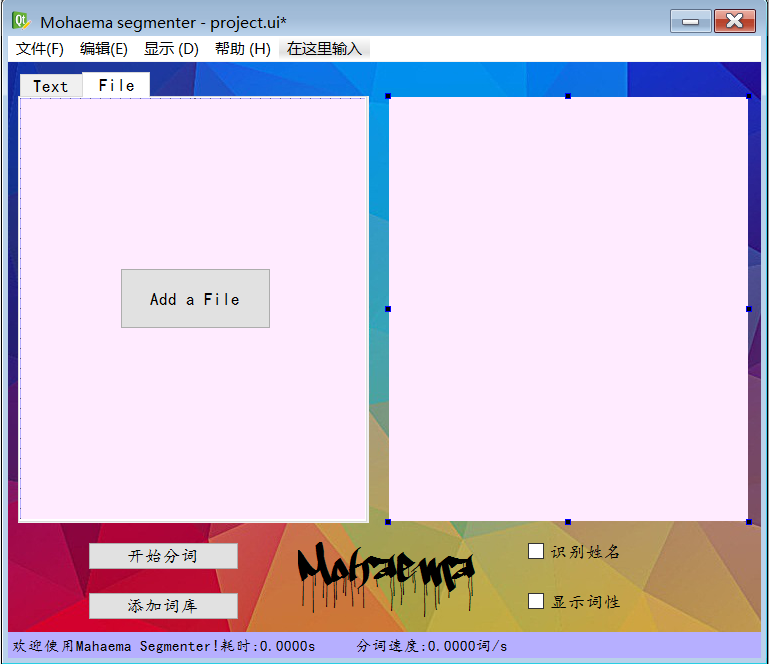 Qt Mohaema segmenter - project.ui*
文件(F) 编辑(E) 显示 (D) 帮助 (H) 在这里输入
Text File
Add a File
开始分词
添加词库
Mohaema
识别姓名
显示词性
欢迎使用Mahaema Segmenter!耗时:0.0000s 分词速度:0.0000词/s